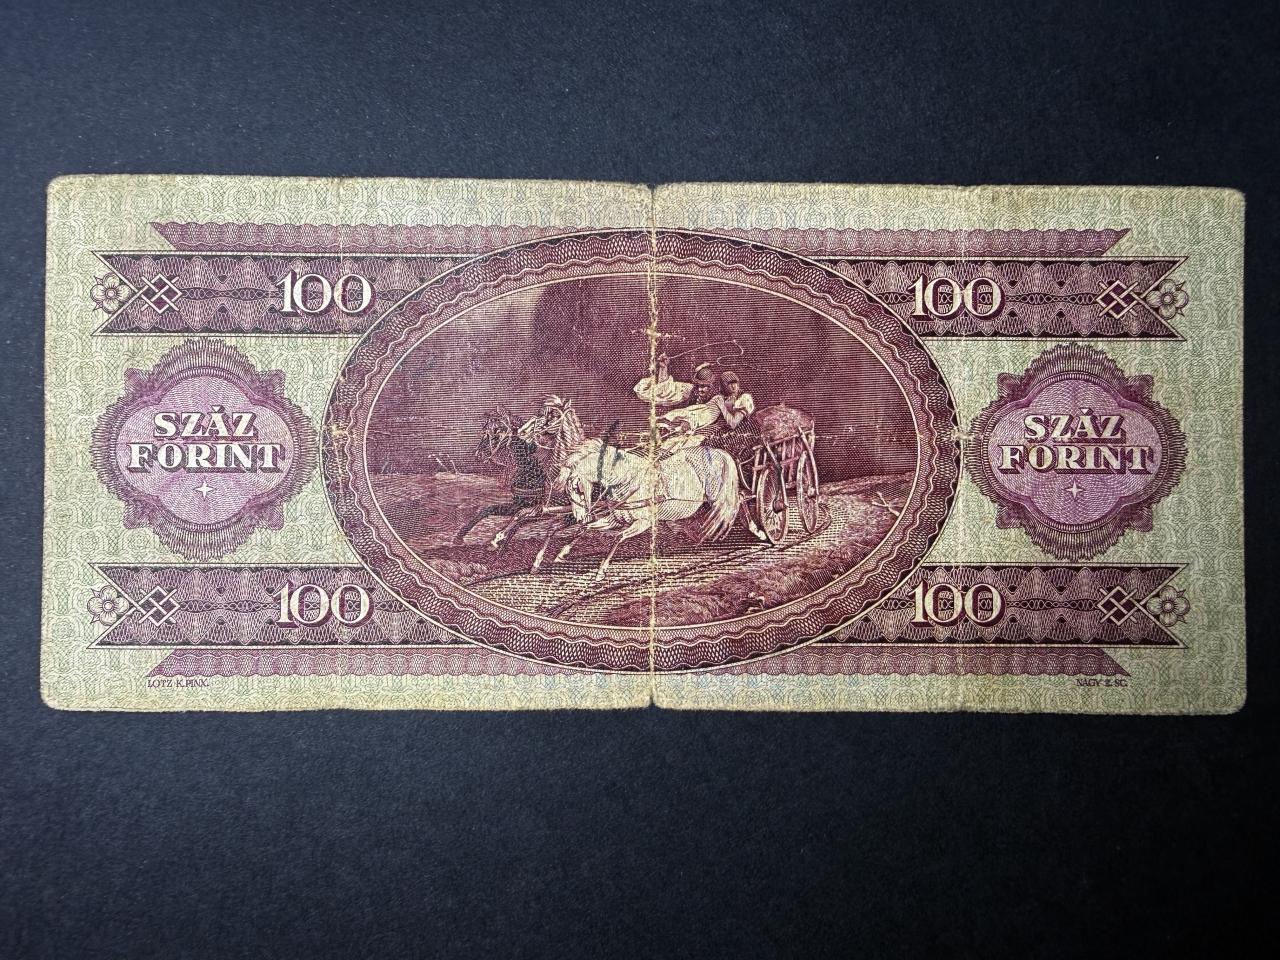 100
100
SZÁZ
FORINT
SZÁZ
FORINT
100
100
LOTZ K. PINX.
NAGY Z. SC.